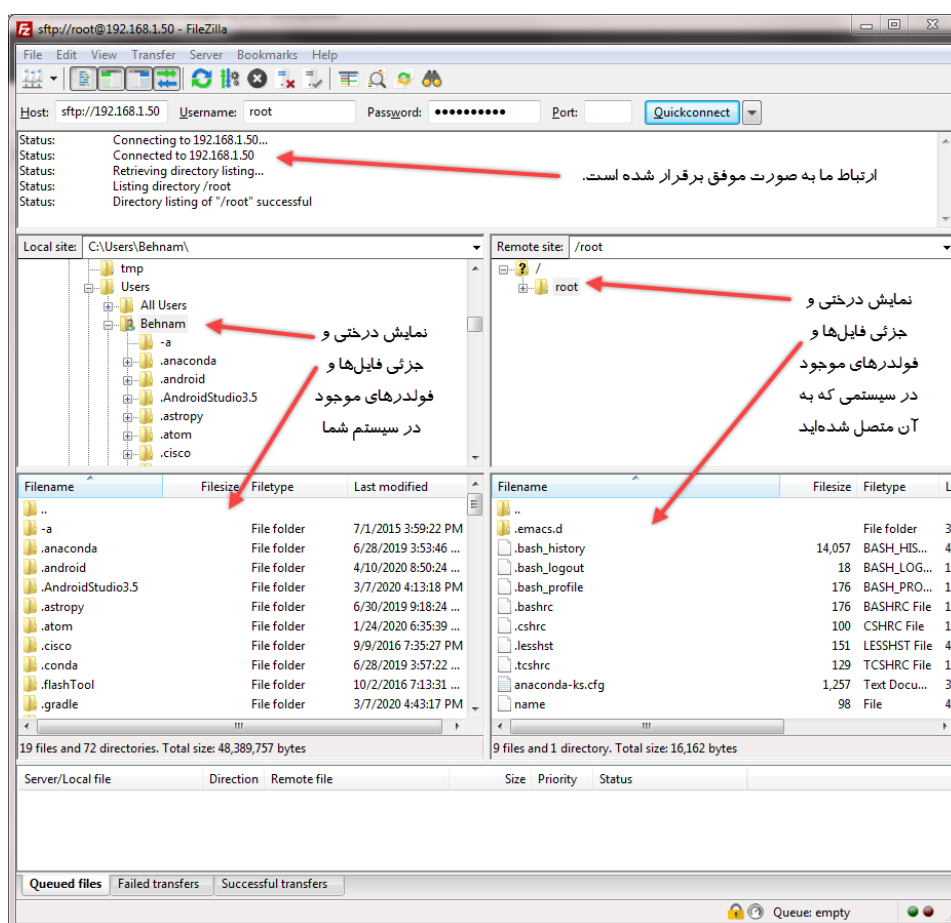 sftp://root@192.168.1.50 - FileZilla
File Edit View Transfer Server Bookmarks Help
Host: sftp://192.168.1.50 Username: root Password: ●●●●●●●●●● Port: Quickconnect
Status: Connecting to 192.168.1.50...
Status: Connected to 192.168.1.50
Status: Retrieving directory listing...
Status: Listing directory /root
Status: Directory listing of "/root" successful
ارتباط ما به صورت موفق برقرار شده است.
Local site: C:\Users\Behnam\
tmp
Users
All Users
Behnam
-a
.anaconda
.android
.AndroidStudio3.5
.astropy
.atom
.cisco
نمایش درختی و
جزئی فایل‌ها و
فولدرهای موجود
در سیستم شما
Remote site: /root
/
root
نمایش درختی و
جزئی فایل‌ها و
فولدرهای موجود
در سیستمی که به
آن متصل شده‌اید
Filename Filesize Filetype Last modified
..
-a File folder 7/1/2015 3:59:22 PM
.anaconda File folder 6/28/2019 3:53:46 ...
.android File folder 4/10/2020 8:50:24 ...
.AndroidStudio3.5 File folder 3/7/2020 4:13:18 PM
.astropy File folder 6/30/2019 9:18:24 ...
.atom File folder 1/24/2020 6:35:39 ...
.cisco File folder 9/9/2016 7:35:27 PM
.conda File folder 6/28/2019 3:57:22 ...
.flashTool File folder 10/2/2016 7:13:31 ...
.gradle File folder 3/7/2020 4:43:17 PM
19 files and 72 directories. Total size: 48,389,757 bytes
Filename Filesize Filetype L
..
.emacs.d File folder 3
.bash_history 14,057 BASH_HIS... 4
.bash_logout 18 BASH_LOG... 1
.bash_profile 176 BASH_PRO... 1
.bashrc 176 BASHRC File 1
.cshrc 100 CSHRC File 1
.lesshst 151 LESSHST File 4
.tcshrc 129 TCSHRC File 1
anaconda-ks.cfg 1,257 Text Docu... 3
name 98 File 4
9 files and 1 directory. Total size: 16,162 bytes
Server/Local file Direction Remote file Size Priority Status
Queued files Failed transfers Successful transfers
Queue: empty